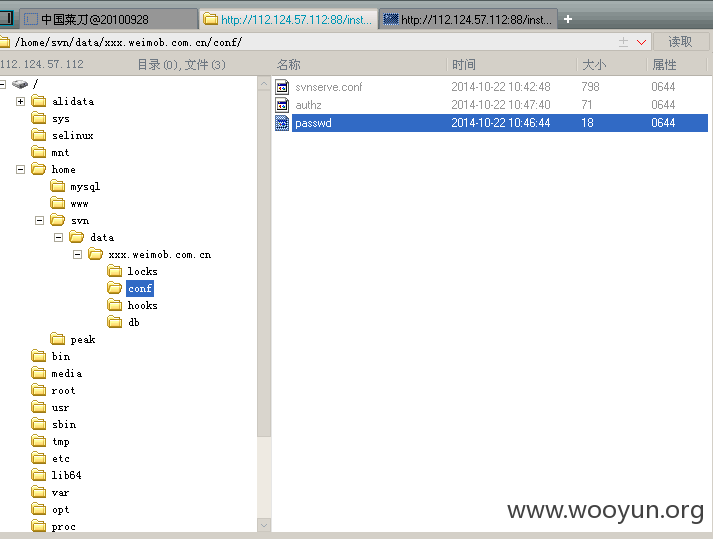 中国菜刀@20100928 http://112.124.57.112:88/inst... http://112.124.57.112:88/inst...
/home/svn/data/xxx.weimob.com.cn/conf/ 读取
112.124.57.112 目录(0),文件(3) 名称 时间 大小 属性
/
svnserve.conf 2014-10-22 10:42:48 798 0644
alidata
authz 2014-10-22 10:47:40 71 0644
sys
passwd 2014-10-22 10:46:44 18 0644
selinux
mnt
home
mysql
www
svn
data
xxx.weimob.com.cn
locks
conf
hooks
db
peak
bin
media
root
usr
sbin
tmp
etc
lib64
var
opt
proc
www.wooyun.org